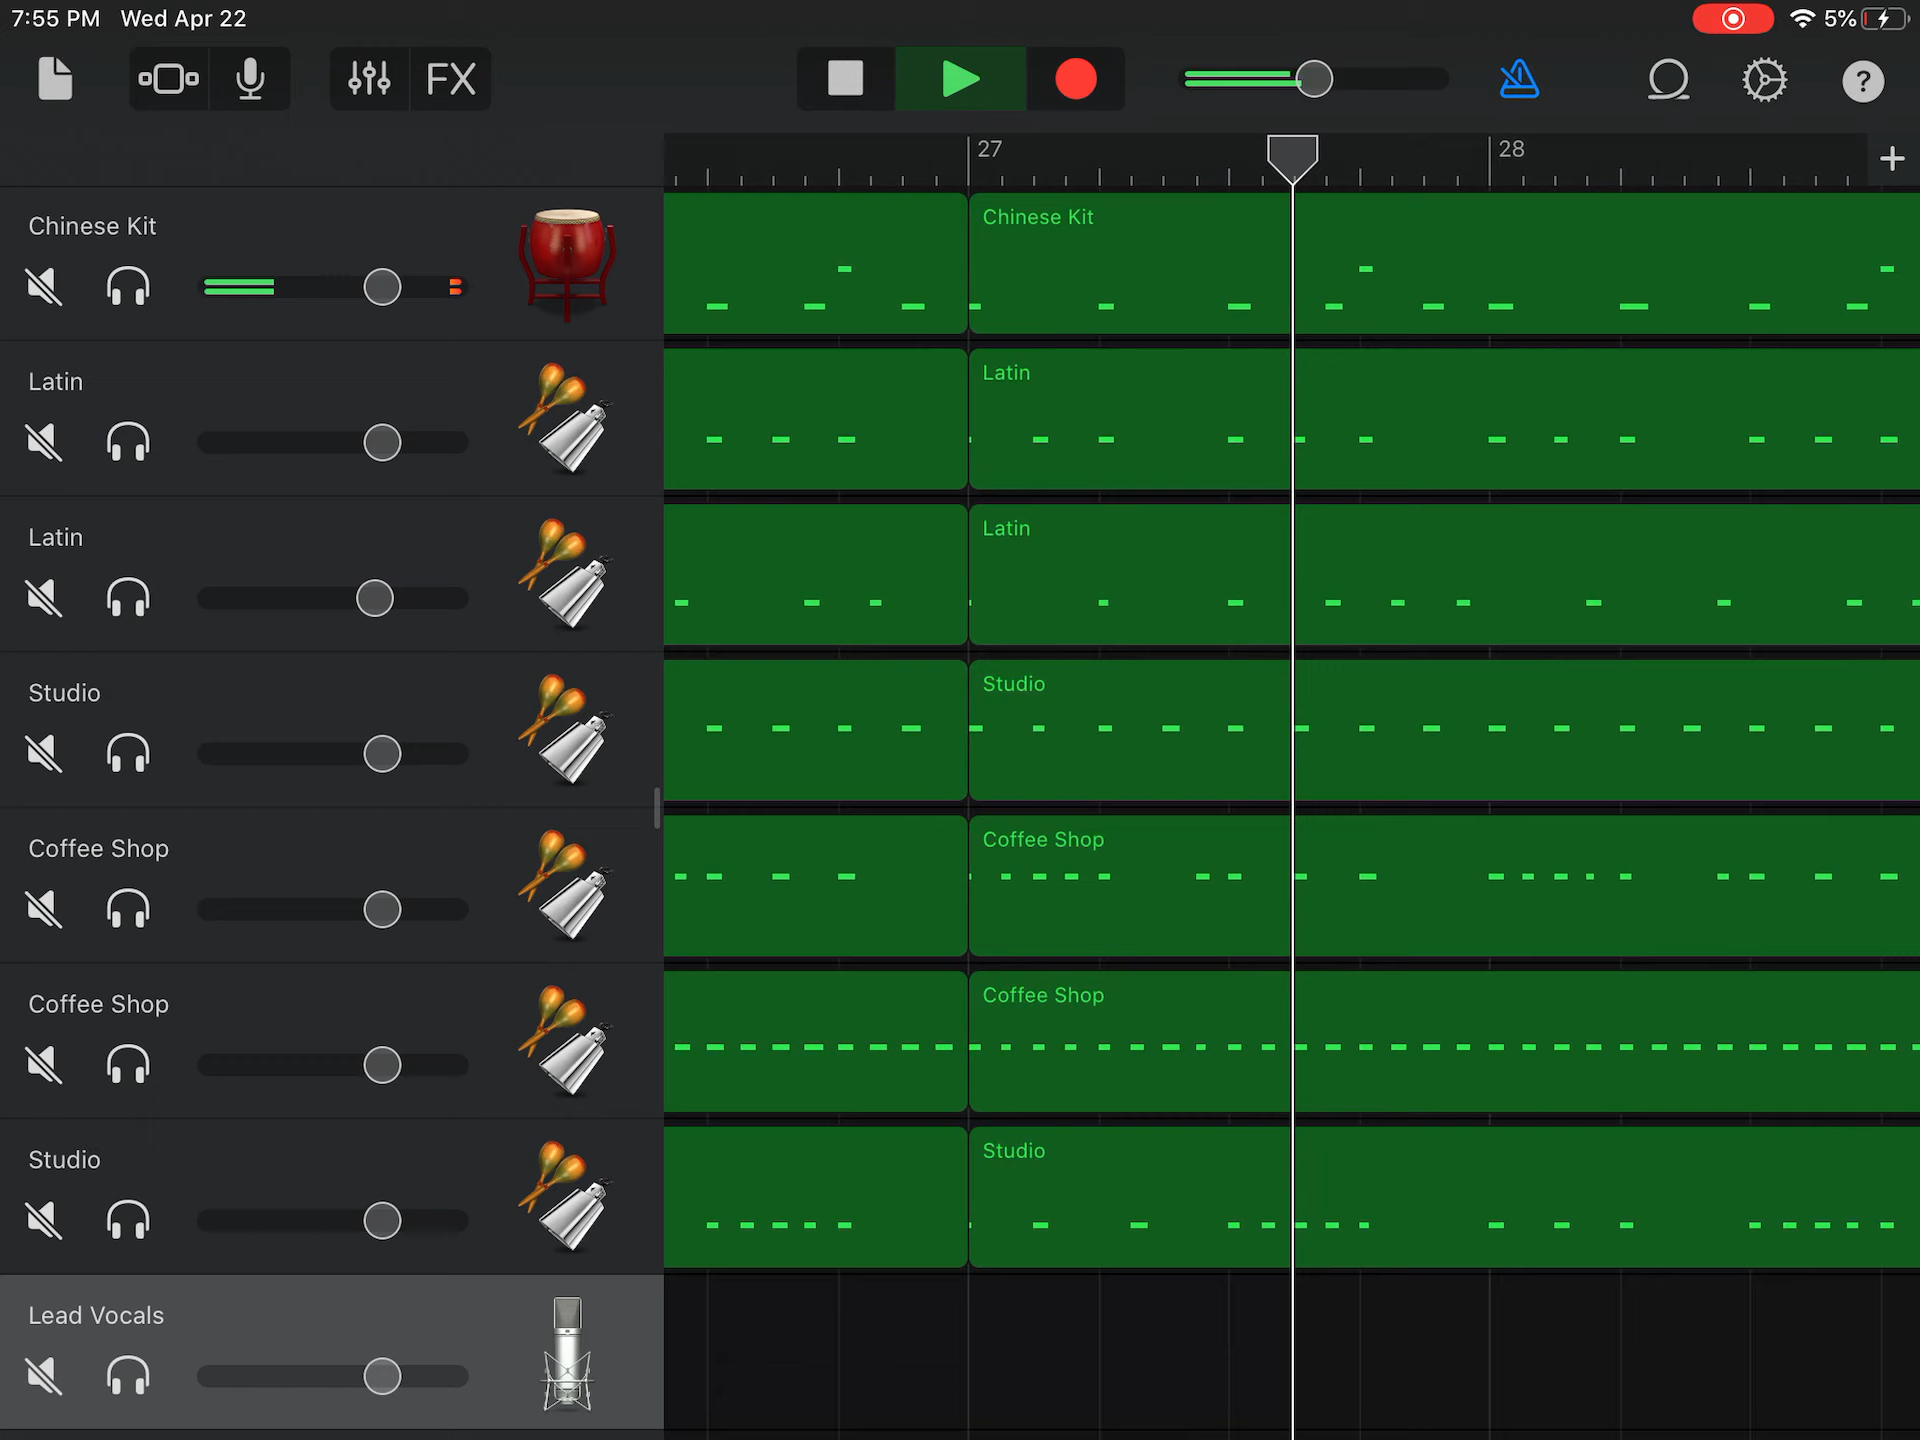 7:55 PM Wed Apr 22
5%
FX
?
27
28
+
Chinese Kit
Chinese Kit
Latin
Latin
Latin
Latin
Studio
Studio
Coffee Shop
Coffee Shop
Coffee Shop
Coffee Shop
Studio
Studio
Lead Vocals